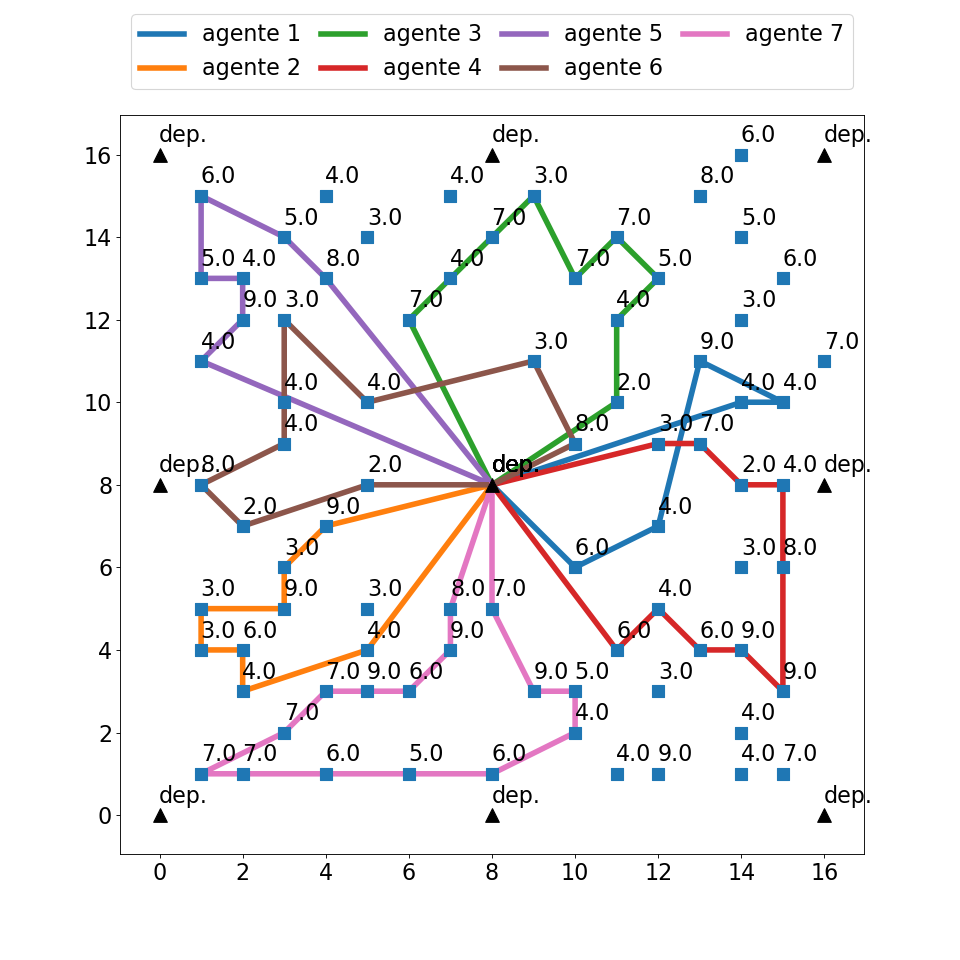 agente 1 agente 3 agente 5 agente 7
agente 2 agente 4 agente 6
dep. dep. 6.0 dep.
16
6.0 4.0 4.0 3.0 8.0
5.0 3.0 7.0 7.0 5.0
14
5.0 4.0 8.0 4.0 7.0 5.0 6.0
9.0 3.0 7.0 4.0 3.0
12
4.0 3.0 9.0 7.0
4.0 4.0 2.0 4.0 4.0
10
4.0 8.0 3.0 7.0
dep. 8.0 2.0 dep. 2.0 4.0 dep.
8
2.0 9.0 4.0
3.0 6.0 3.0 8.0
6
3.0 9.0 3.0 8.0 7.0 4.0
3.0 6.0 4.0 9.0 6.0 6.0 9.0
4
4.0 7.0 9.0 6.0 9.0 5.0 3.0 9.0
7.0 4.0 4.0
2
7.0 7.0 6.0 5.0 6.0 4.0 9.0 4.0 7.0
dep. dep. dep.
0
0 2 4 6 8 10 12 14 16